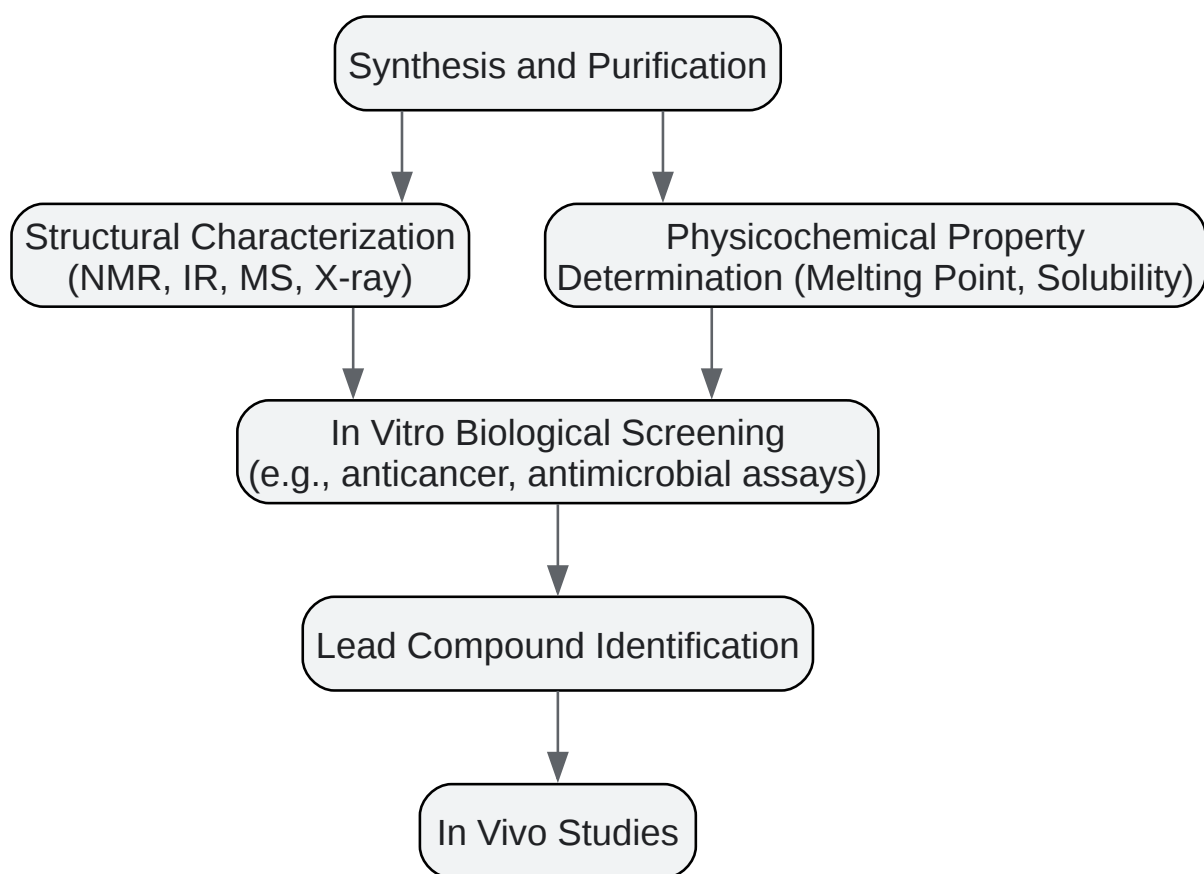 Synthesis and Purification
Structural Characterization
(NMR, IR, MS, X-ray)
Physicochemical Property
Determination (Melting Point, Solubility)
In Vitro Biological Screening
(e.g., anticancer, antimicrobial assays)
Lead Compound Identification
In Vivo Studies